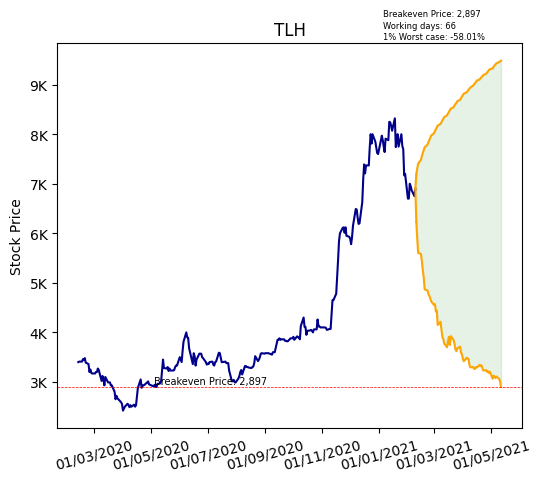 Breakeven Price: 2,897
Working days: 66
1% Worst case: -58.01%
TLH
Stock Price
9K
8K
7K
6K
5K
4K
3K
Breakeven Price: 2,897
01/03/2020
01/05/2020
01/07/2020
01/09/2020
01/11/2020
01/01/2021
01/03/2021
01/05/2021